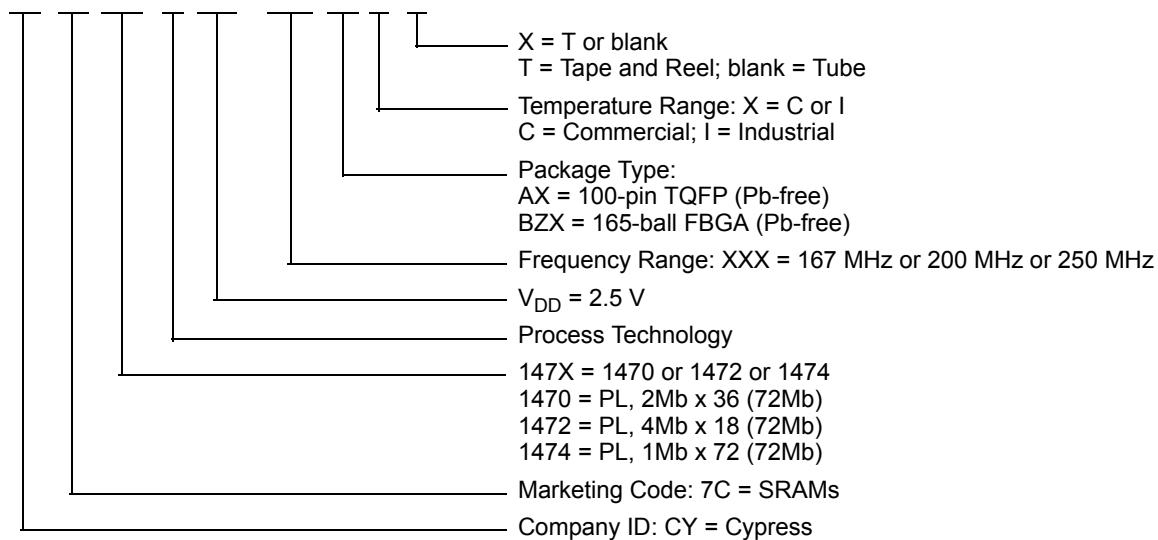 X = T or blank
T = Tape and Reel; blank = Tube
Temperature Range: X = C or I
C = Commercial; I = Industrial
Package Type:
AX = 100-pin TQFP (Pb-free)
BZX = 165-ball FBGA (Pb-free)
Frequency Range: XXX = 167 MHz or 200 MHz or 250 MHz
VDD = 2.5 V
Process Technology
147X = 1470 or 1472 or 1474
1470 = PL, 2Mb x 36 (72Mb)
1472 = PL, 4Mb x 18 (72Mb)
1474 = PL, 1Mb x 72 (72Mb)
Marketing Code: 7C = SRAMs
Company ID: CY = Cypress